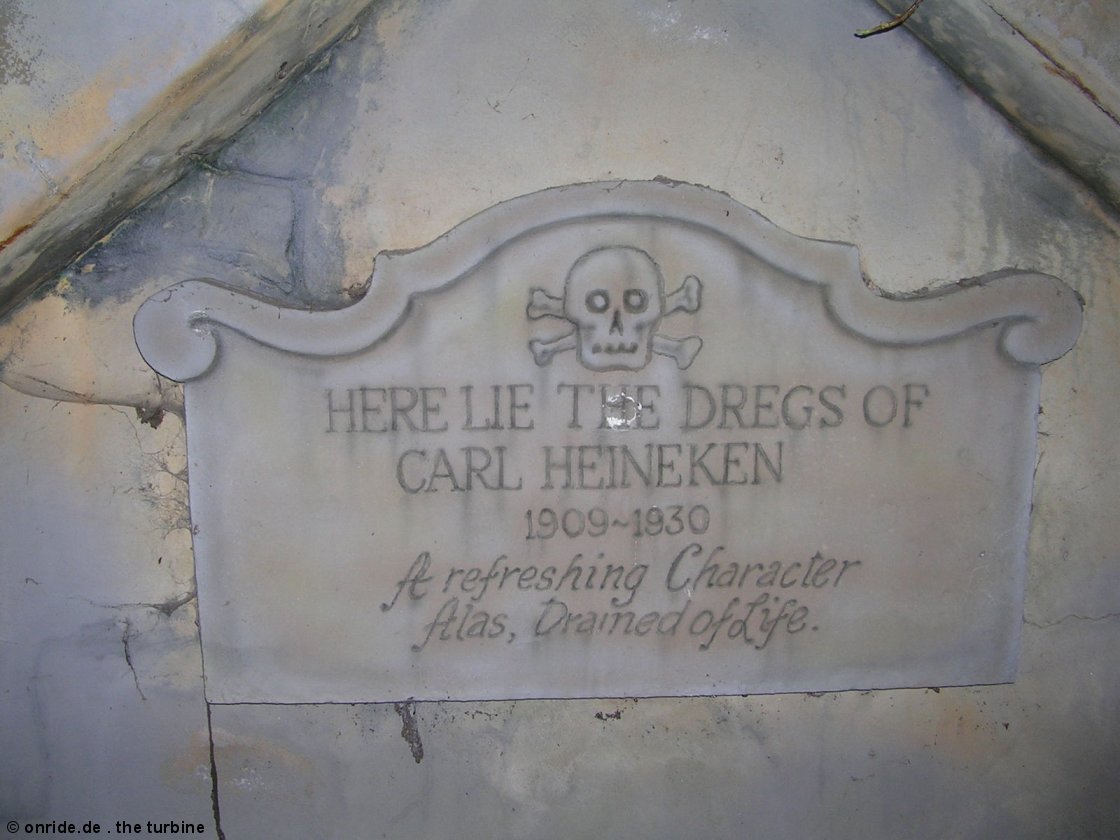 HERE LIE THE DREGS OF
CARL HEINEKEN
1909~1930
A refreshing Character
Alas, Drained of Life.
© onride.de . the turbine